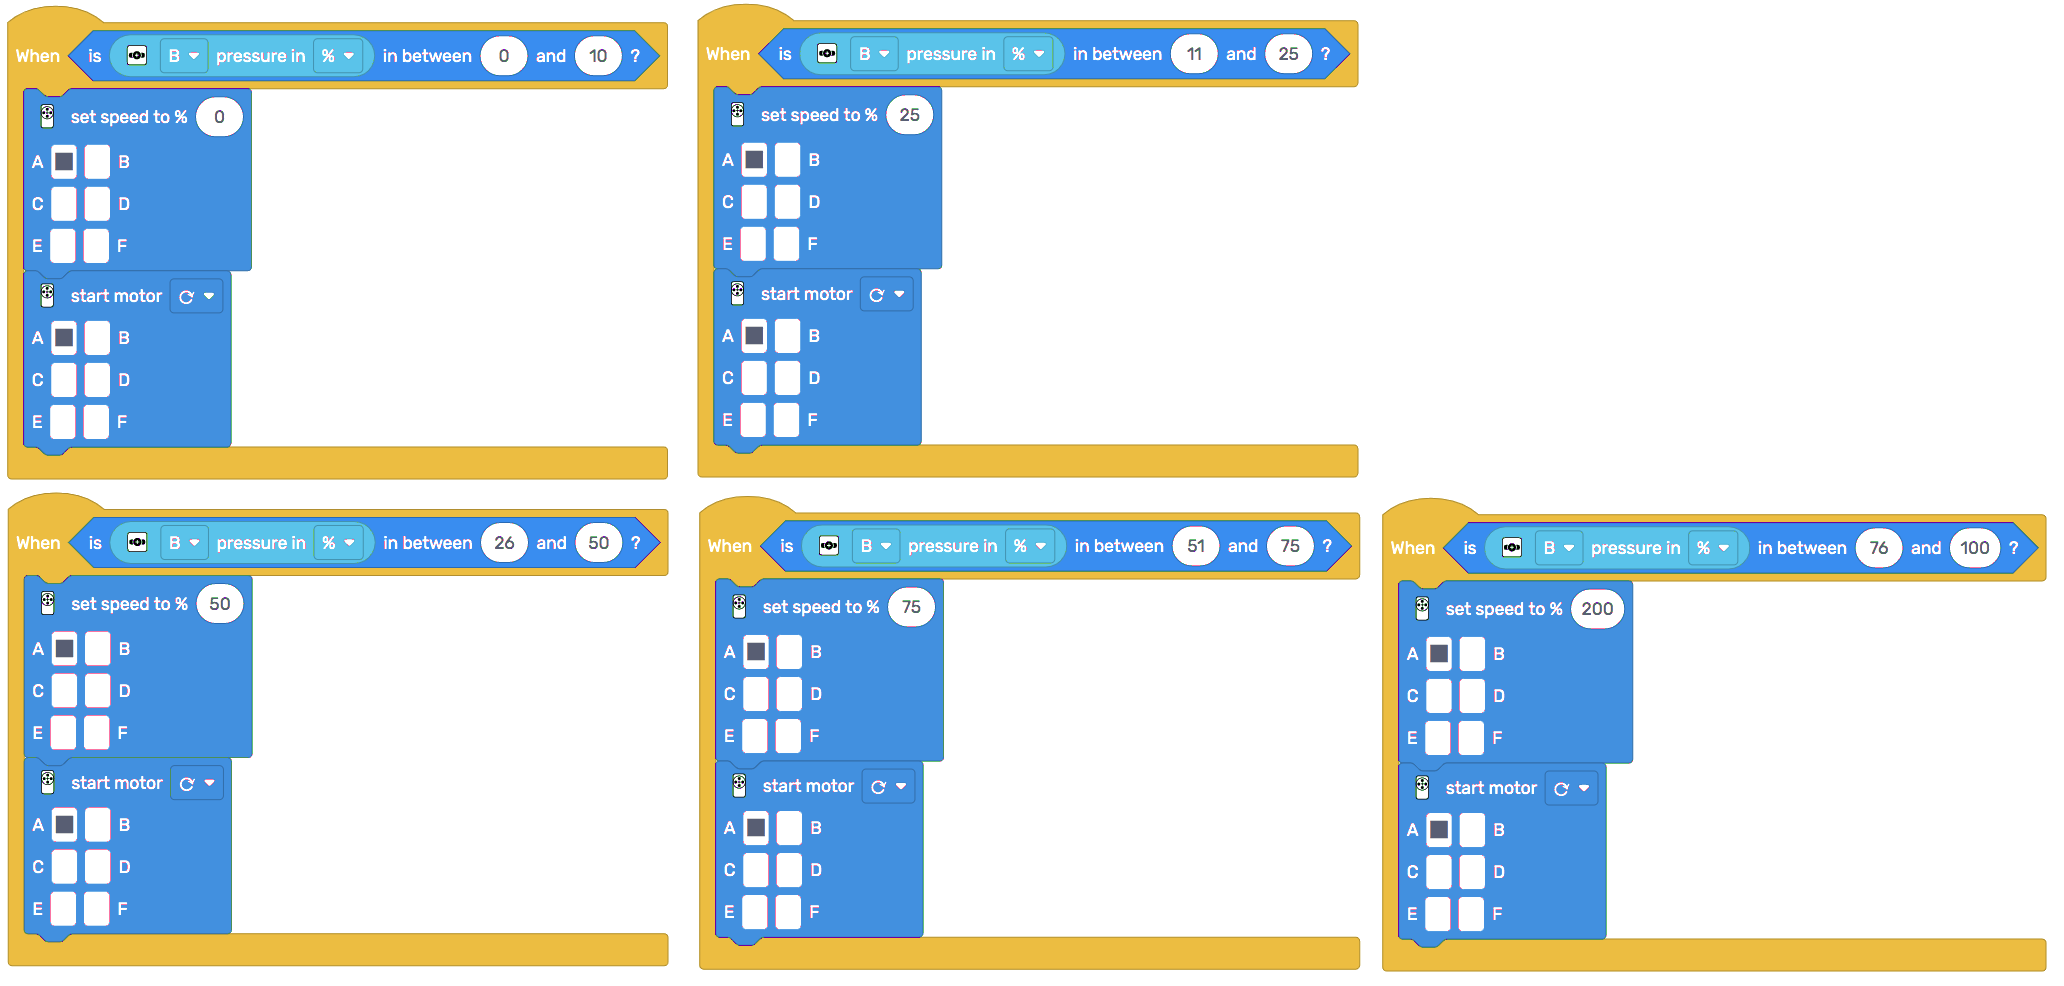 When is B pressure in % in between 0 and 10 ?
set speed to % 0
A B
C D
E F
start motor
A B
C D
E F
When is B pressure in % in between 11 and 25 ?
set speed to % 25
A B
C D
E F
start motor
A B
C D
E F
When is B pressure in % in between 26 and 50 ?
set speed to % 50
A B
C D
E F
start motor
A B
C D
E F
When is B pressure in % in between 51 and 75 ?
set speed to % 75
A B
C D
E F
start motor
A B
C D
E F
When is B pressure in % in between 76 and 100 ?
set speed to % 200
A B
C D
E F
start motor
A B
C D
E F